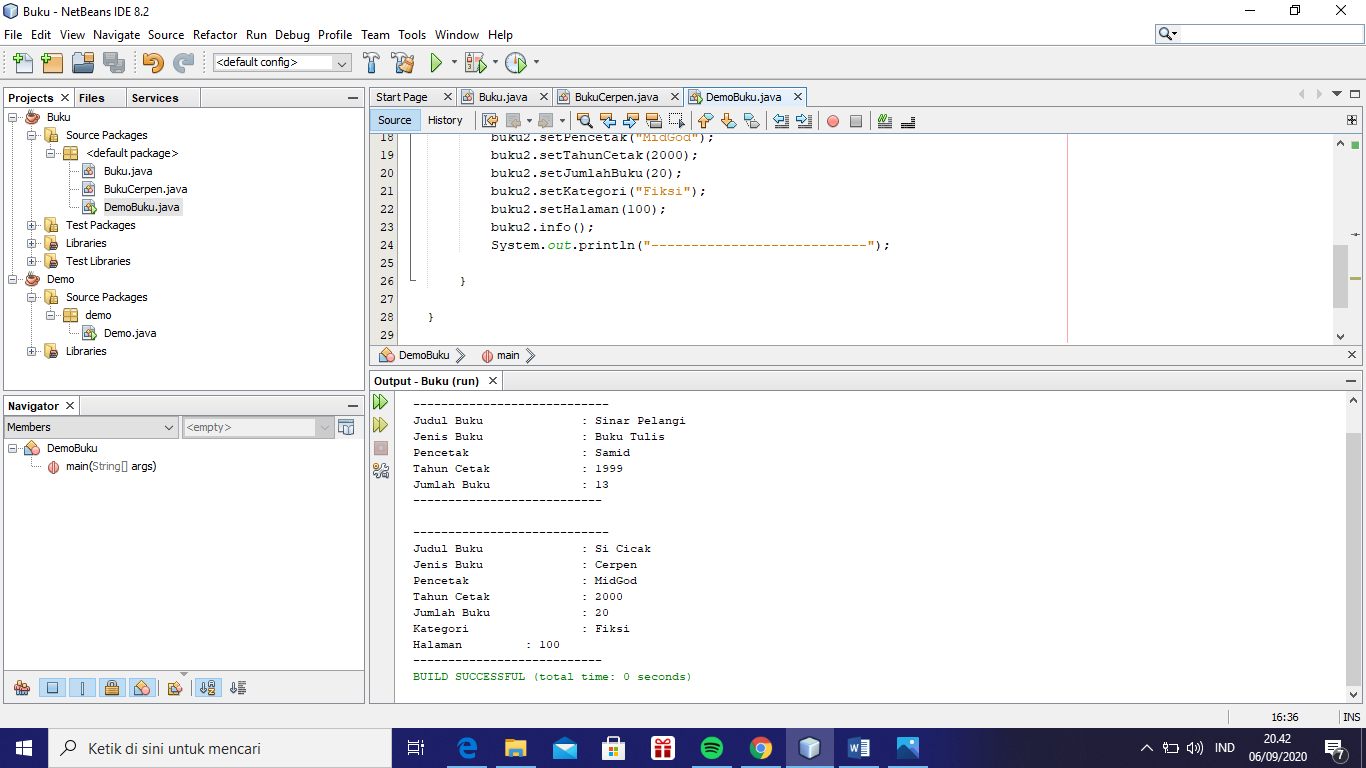 Buku - NetBeans IDE 8.2
File Edit View Navigate Source Refactor Run Debug Profile Team Tools Window Help
<default config>
Projects Files Services
Buku
Source Packages
<default package>
Buku.java
BukuCerpen.java
DemoBuku.java
Test Packages
Libraries
Test Libraries
Demo
Source Packages
demo
Demo.java
Libraries
Navigator
Members <empty>
DemoBuku
main(String[] args)
Start Page Buku.java BukuCerpen.java DemoBuku.java
Source History
18 buku2.setPencetak("MidGod");
19 buku2.setTahunCetak(2000);
20 buku2.setJumlahBuku(20);
21 buku2.setKategori("Fiksi");
22 buku2.setHalaman(100);
23 buku2.info();
24 System.out.println("---------------------------");
25
26 }
27
28 }
29
DemoBuku main
Output - Buku (run)
----------------------------
Judul Buku : Sinar Pelangi
Jenis Buku : Buku Tulis
Pencetak : Samid
Tahun Cetak : 1999
Jumlah Buku : 13
---------------------------
----------------------------
Judul Buku : Si Cicak
Jenis Buku : Cerpen
Pencetak : MidGod
Tahun Cetak : 2000
Jumlah Buku : 20
Kategori : Fiksi
Halaman : 100
---------------------------
BUILD SUCCESSFUL (total time: 0 seconds)
16:36 INS
Ketik di sini untuk mencari
IND
20.42
06/09/2020
7